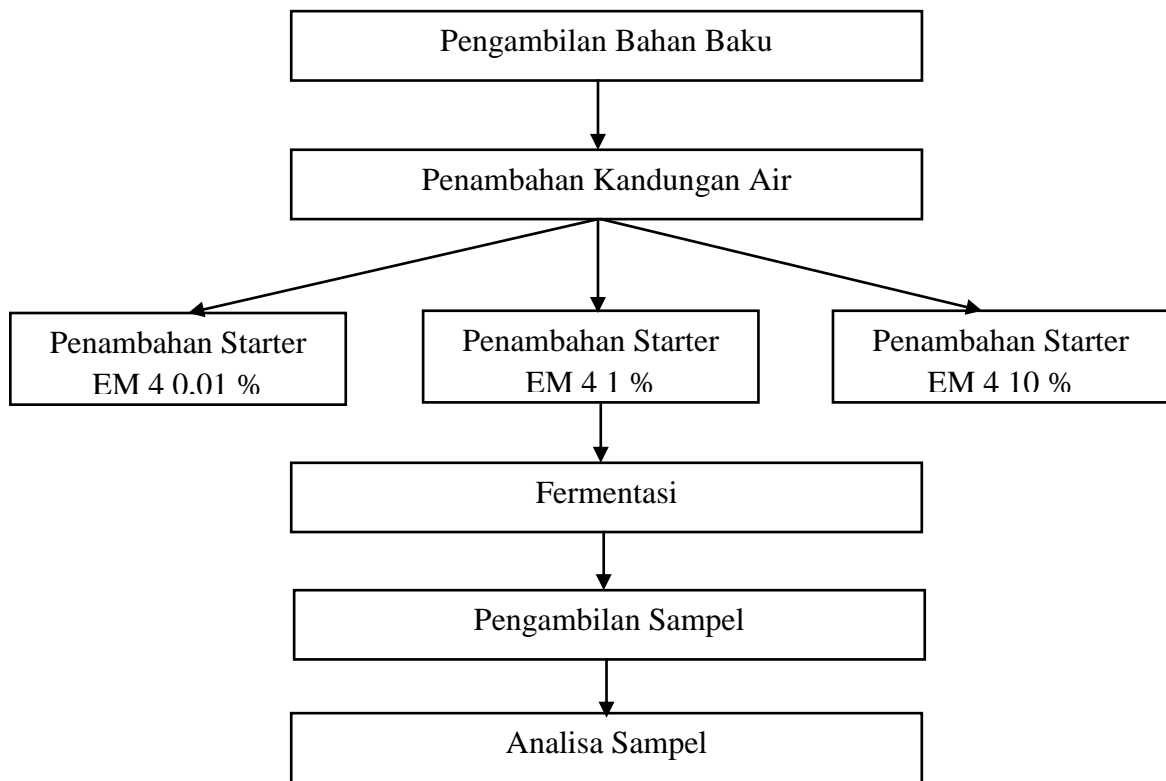 Pengambilan Bahan Baku
Penambahan Kandungan Air
Penambahan Starter
EM 4 0.01 %
Penambahan Starter
EM 4 1 %
Penambahan Starter
EM 4 10 %
Fermentasi
Pengambilan Sampel
Analisa Sampel